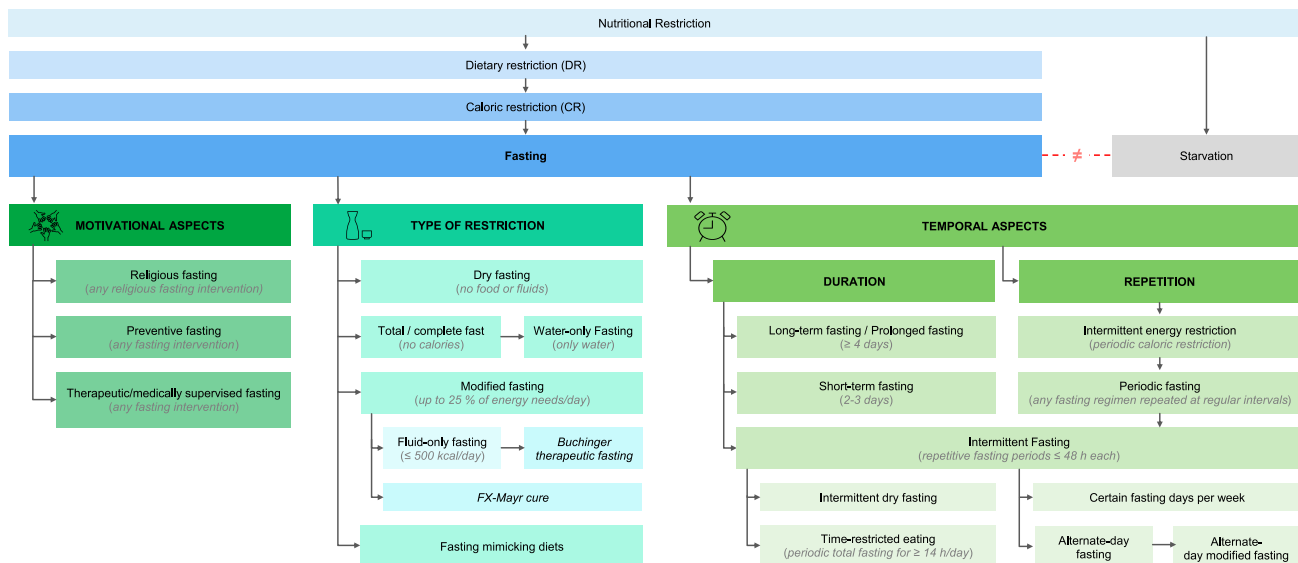 Nutritional Restriction
Dietary restriction (DR)
Caloric restriction (CR)
Fasting
≠
Starvation
MOTIVATIONAL ASPECTS
Religious fasting
(any religious fasting intervention)
Preventive fasting
(any fasting intervention)
Therapeutic/medically supervised fasting
(any fasting intervention)
TYPE OF RESTRICTION
Dry fasting
(no food or fluids)
Total / complete fast
(no calories)
Water-only Fasting
(only water)
Modified fasting
(up to 25 % of energy needs/day)
Fluid-only fasting
(≤ 500 kcal/day)
Buchinger
therapeutic fasting
FX-Mayr cure
Fasting mimicking diets
TEMPORAL ASPECTS
DURATION
Long-term fasting / Prolonged fasting
(≥ 4 days)
Short-term fasting
(2-3 days)
REPETITION
Intermittent energy restriction
(periodic caloric restriction)
Periodic fasting
(any fasting regimen repeated at regular intervals)
Intermittent Fasting
(repetitive fasting periods ≤ 48 h each)
Intermittent dry fasting
Time-restricted eating
(periodic total fasting for ≥ 14 h/day)
Certain fasting days per week
Alternate-day
fasting
Alternate-
day modified fasting